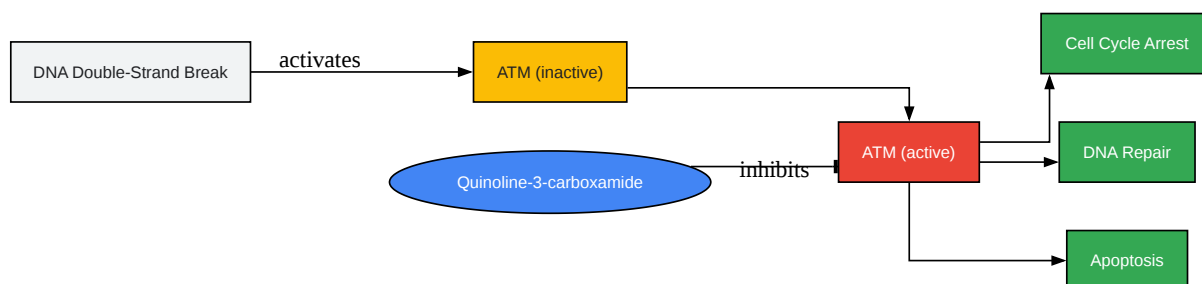 Cell Cycle Arrest
DNA Double-Strand Break
activates
ATM (inactive)
ATM (active)
DNA Repair
Quinoline-3-carboxamide
inhibits
Apoptosis